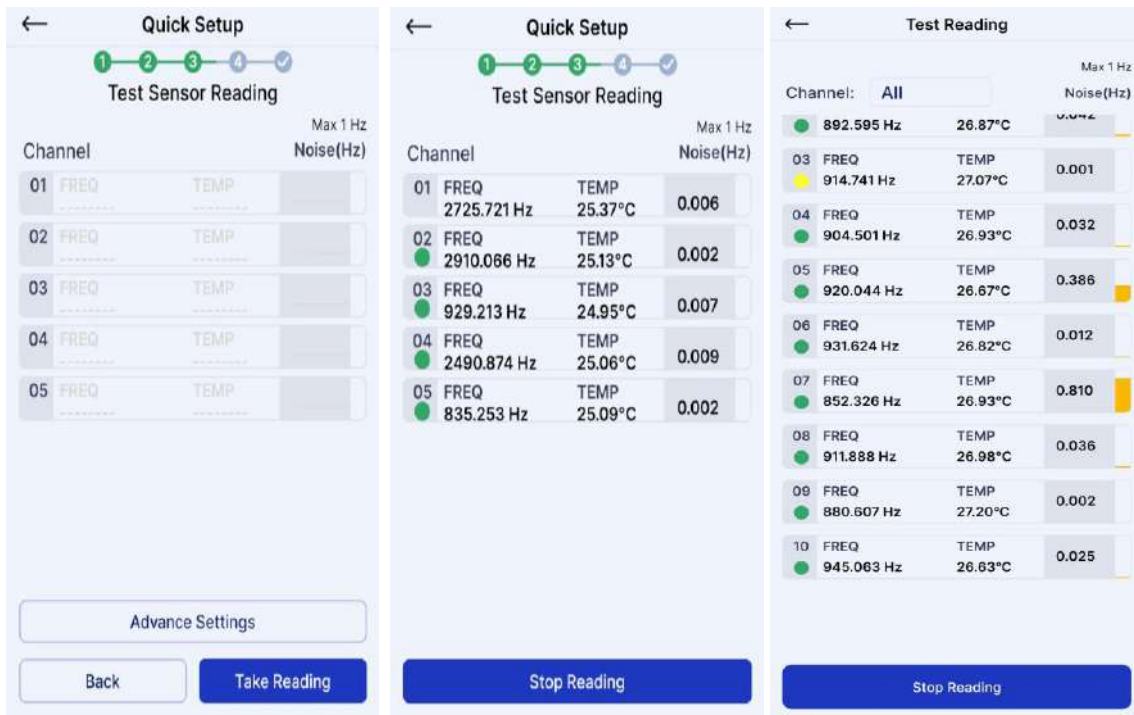 Quick Setup
1 2 3 4
Test Sensor Reading
Max 1 Hz
Channel Noise(Hz)
01 FREQ TEMP
-------- --------
02 FREQ TEMP
-------- --------
03 FREQ TEMP
-------- --------
04 FREQ TEMP
-------- --------
05 FREQ TEMP
-------- --------
Advance Settings
Back Take Reading
Quick Setup
1 2 3 4
Test Sensor Reading
Max 1 Hz
Channel Noise(Hz)
01 FREQ TEMP
2725.721 Hz 25.37°C 0.006
02 FREQ TEMP
2910.066 Hz 25.13°C 0.002
03 FREQ TEMP
929.213 Hz 24.95°C 0.007
04 FREQ TEMP
2490.874 Hz 25.06°C 0.009
05 FREQ TEMP
835.253 Hz 25.09°C 0.002
Stop Reading
Test Reading
Max 1 Hz
Channel: All Noise(Hz)
892.595 Hz 26.87°C 0.042
03 FREQ TEMP
914.741 Hz 27.07°C 0.001
04 FREQ TEMP
904.501 Hz 26.93°C 0.032
05 FREQ TEMP
920.044 Hz 26.67°C 0.386
06 FREQ TEMP
931.624 Hz 26.82°C 0.012
07 FREQ TEMP
852.326 Hz 26.93°C 0.810
08 FREQ TEMP
911.888 Hz 26.98°C 0.036
09 FREQ TEMP
880.607 Hz 27.20°C 0.002
10 FREQ TEMP
945.063 Hz 26.63°C 0.025
Stop Reading